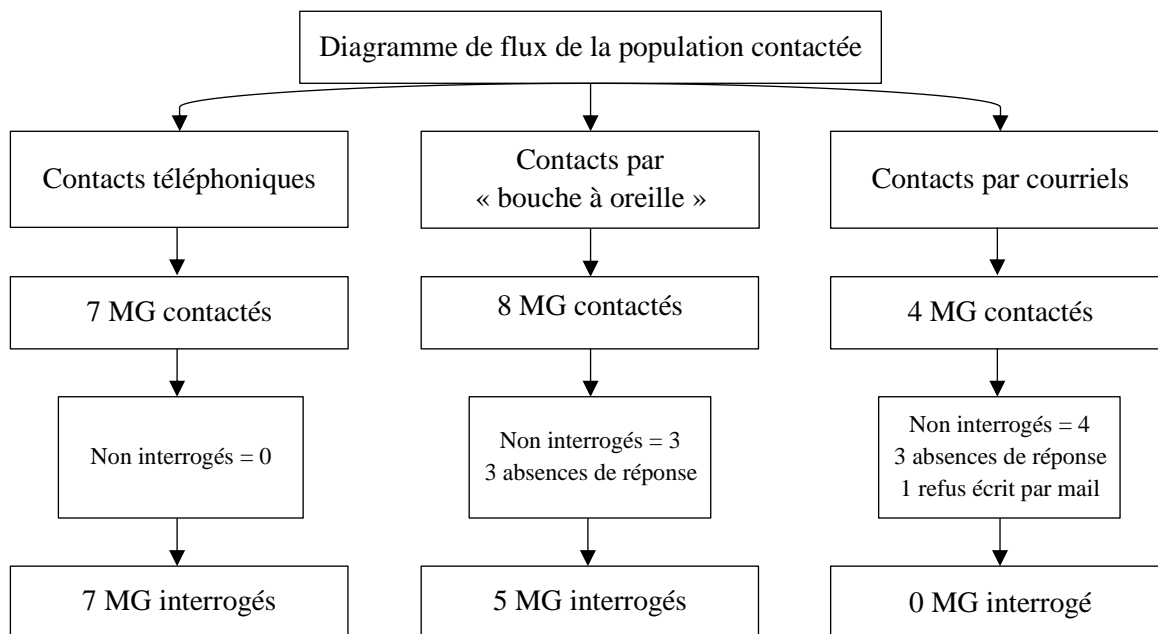 Diagramme de flux de la population contactée
Contacts téléphoniques
Contacts par
« bouche à oreille »
Contacts par courriels
7 MG contactés
8 MG contactés
4 MG contactés
Non interrogés = 0
Non interrogés = 3
3 absences de réponse
Non interrogés = 4
3 absences de réponse
1 refus écrit par mail
7 MG interrogés
5 MG interrogés
0 MG interrogé